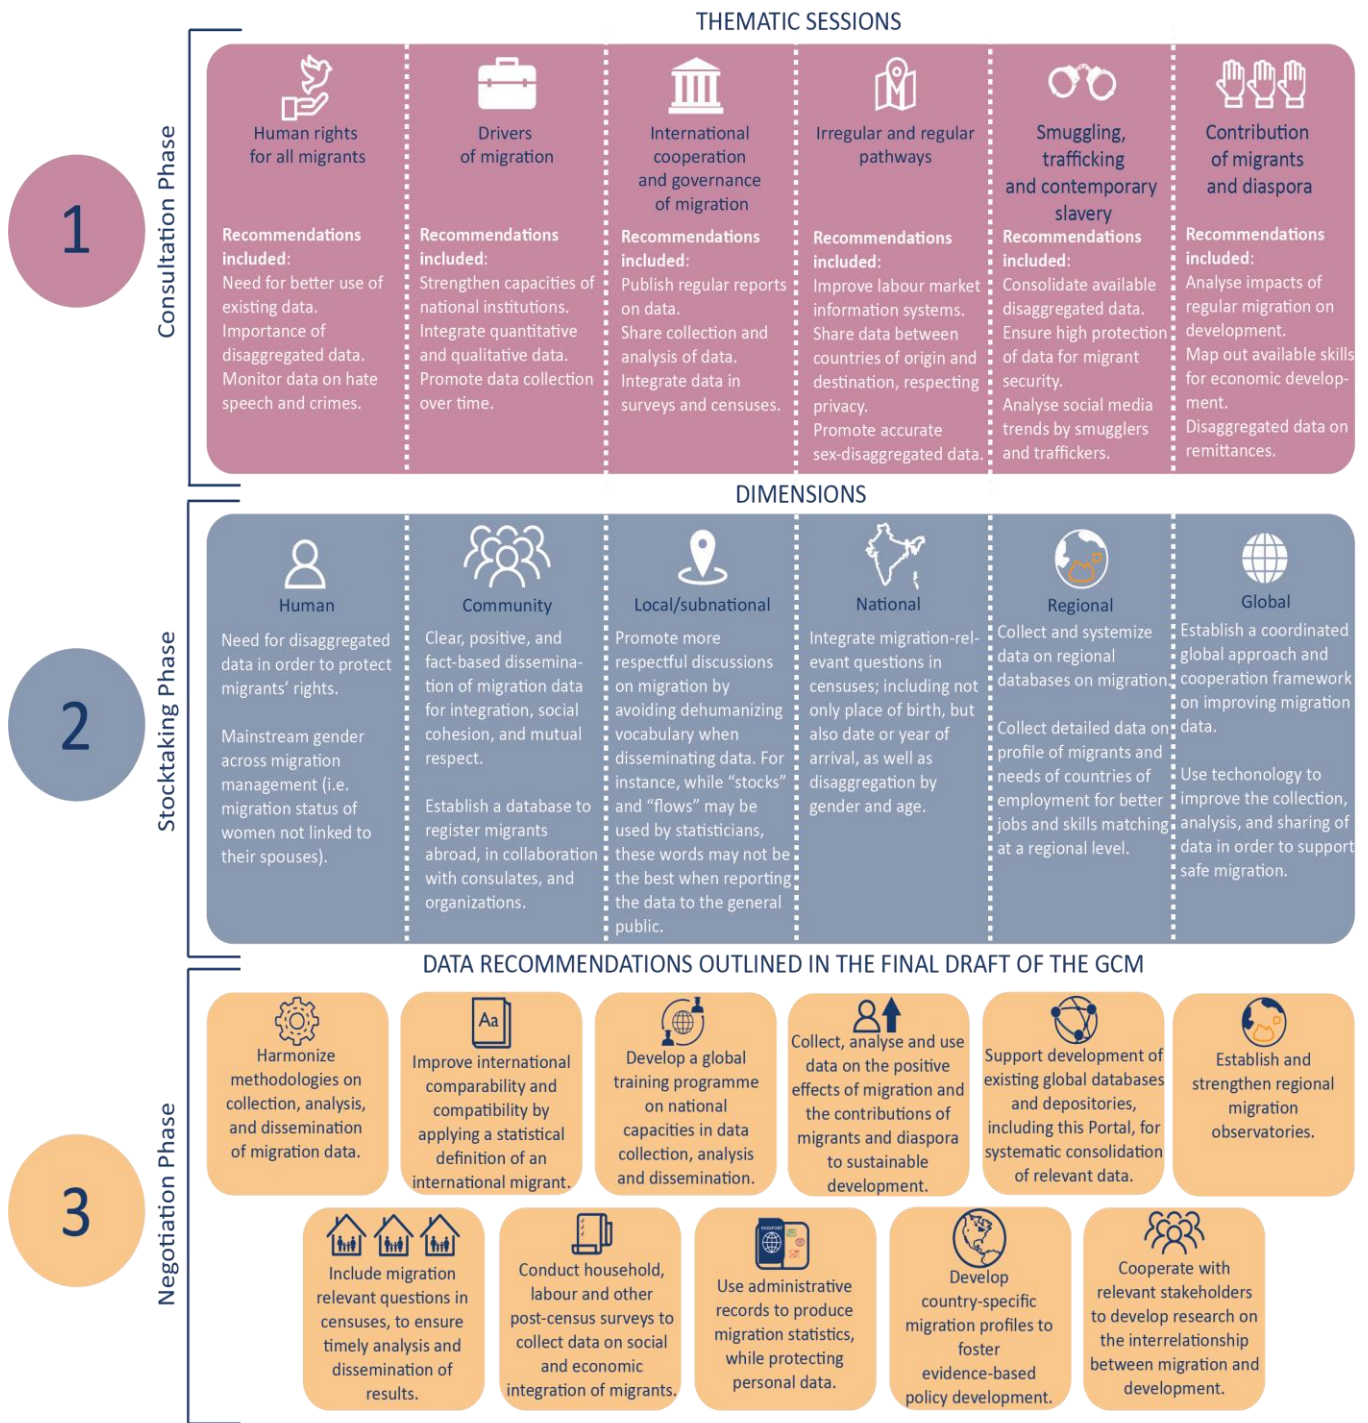 THEMATIC SESSIONS
1
Consultation Phase
Human rights
for all migrants
Recommendations
included:
Need for better use of
existing data.
Importance of
disaggregated data.
Monitor data on hate
speech and crimes.
Drivers
of migration
Recommendations
included:
Strengthen capacities of
national institutions.
Integrate quantitative
and qualitative data.
Promote data collection
over time.
International
cooperation
and governance
of migration
Recommendations
included:
Publish regular reports
on data.
Share collection and
analysis of data.
Integrate data in
surveys and censuses.
Irregular and regular
pathways
Recommendations
included:
Improve labour market
information systems.
Share data between
countries of origin and
destination, respecting
privacy.
Promote accurate
sex-disaggregated data.
Smuggling,
trafficking
and contemporary
slavery
Recommendations
included:
Consolidate available
disaggregated data.
Ensure high protection
of data for migrant
security.
Analyse social media
trends by smugglers
and traffickers.
Contribution
of migrants
and diaspora
Recommendations
included:
Analyse impacts of
regular migration on
development.
Map out available skills
for economic develop-
ment.
Disaggregated data on
remittances.
DIMENSIONS
2
Stocktaking Phase
Human
Need for disaggregated
data in order to protect
migrants' rights.
Mainstream gender
across migration
management (i.e.
migration status of
women not linked to
their spouses).
Community
Clear, positive, and
fact-based dissemina-
tion of migration data
for integration, social
cohesion, and mutual
respect.
Establish a database to
register migrants
abroad, in collaboration
with consulates, and
organizations.
Local/subnational
Promote more
respectful discussions
on migration by
avoiding dehumanizing
vocabulary when
disseminating data. For
instance, while “stocks”
and “flows” may be
used by statisticians,
these words may not be
the best when reporting
the data to the general
public.
National
Integrate migration-rel-
evant questions in
censuses; including not
only place of birth, but
also date or year of
arrival, as well as
disaggregation by
gender and age.
Regional
Collect and systemize
data on regional
databases on migration.
Collect detailed data on
profile of migrants and
needs of countries of
employment for better
jobs and skills matching
at a regional level.
Global
Establish a coordinated
global approach and
cooperation framework
on improving migration
data.
Use techonology to
improve the collection,
analysis, and sharing of
data in order to support
safe migration.
DATA RECOMMENDATIONS OUTLINED IN THE FINAL DRAFT OF THE GCM
3
Negotiation Phase
Harmonize
methodologies on
collection, analysis,
and dissemination
of migration data.
Aa
Improve international
comparability and
compatibility by
applying a statistical
definition of an
international migrant.
Develop a global
training programme
on national
capacities in data
collection, analysis
and dissemination.
Collect, analyse and use
data on the positive
effects of migration and
the contributions of
migrants and diaspora
to sustainable
development.
Support development of
existing global databases
and depositories,
including this Portal, for
systematic consolidation
of relevant data.
Establish and
strengthen regional
migration
observatories.
Include migration
relevant questions in
censuses, to ensure
timely analysis and
dissemination of
results.
Conduct household,
labour and other
post-census surveys to
collect data on social
and economic
integration of migrants.
PASSPORT
Use administrative
records to produce
migration statistics,
while protecting
personal data.
Develop
country-specific
migration profiles to
foster
evidence-based
policy development.
Cooperate with
relevant stakeholders
to develop research on
the interrelationship
between migration and
development.